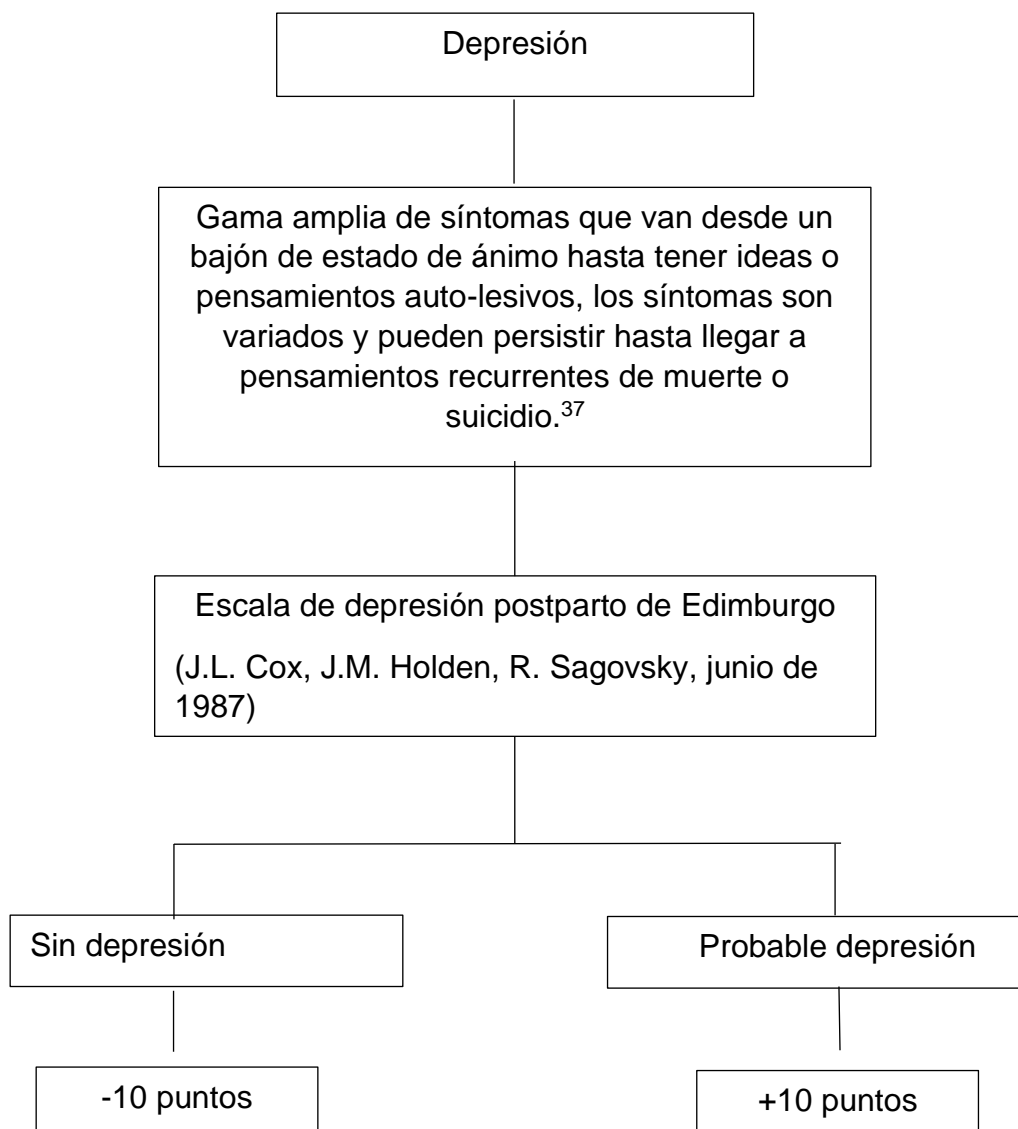 Depresión
Gama amplia de síntomas que van desde un
bajón de estado de ánimo hasta tener ideas o
pensamientos auto-lesivos, los síntomas son
variados y pueden persistir hasta llegar a
pensamientos recurrentes de muerte o
suicidio.37
Escala de depresión postparto de Edimburgo
(J.L. Cox, J.M. Holden, R. Sagovsky, junio de
1987)
Sin depresión
Probable depresión
-10 puntos
+10 puntos